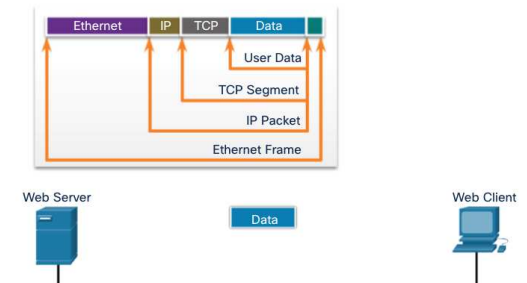 Ethernet IP TCP Data
User Data
TCP Segment
IP Packet
Ethernet Frame
Web Server
Web Client
Data